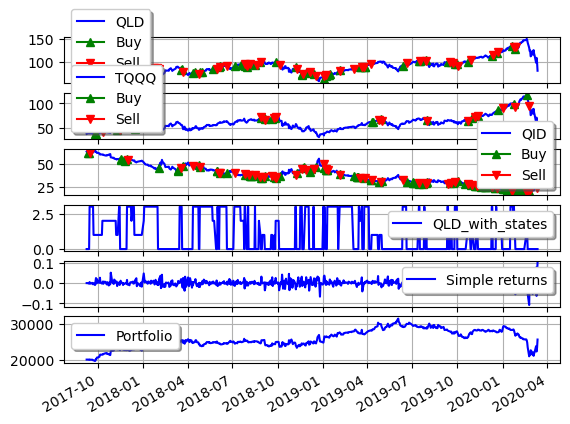 QLD
Buy
Sell
150
100
TQQQ
Buy
Sell
100
50
QID
Buy
Sell
50
25
QLD_with_states
2.5
0.0
Simple returns
0.1
0.0
−0.1
Portfolio
30000
20000
2017-10
2018-01
2018-04
2018-07
2018-10
2019-01
2019-04
2019-07
2019-10
2020-01
2020-04